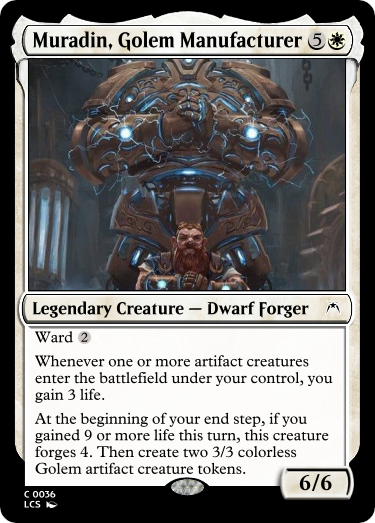 Muradin, Golem Manufacturer 5
Legendary Creature — Dwarf Forger
Ward 2
Whenever one or more artifact creatures
enter the battlefield under your control, you
gain 3 life.
At the beginning of your end step, if you
gained 9 or more life this turn, this creature
forges 4. Then create two 3/3 colorless
Golem artifact creature tokens.
6/6
C 0036
LCS